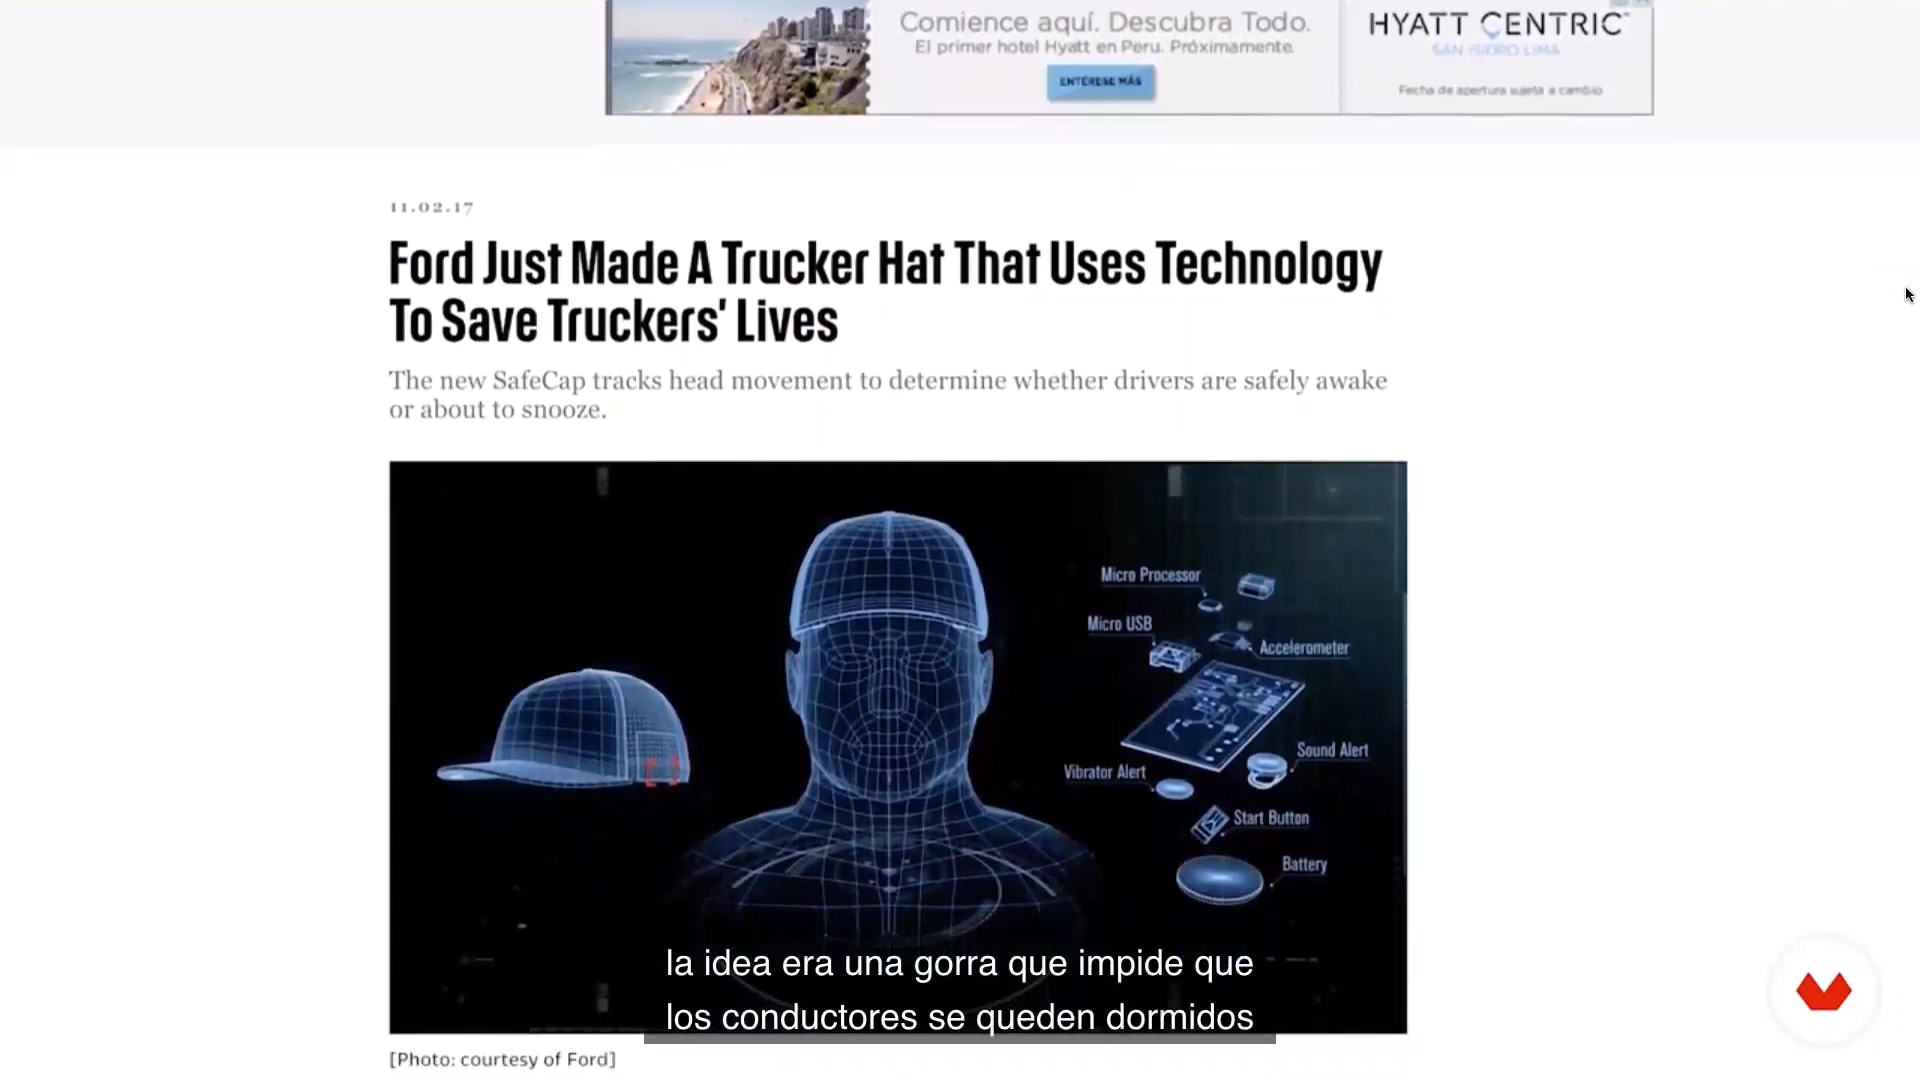 Comience aquí. Descubra Todo.
El primer hotel Hyatt en Peru. Próximamente.
ENTÉRESE MÁS
HYATT CENTRIC™
SAN ISIDRO LIMA
Fecha de apertura sujeta a cambio
11.02.17
Ford Just Made A Trucker Hat That Uses Technology
To Save Truckers' Lives
The new SafeCap tracks head movement to determine whether drivers are safely awake
or about to snooze.
Micro Processor
Micro USB
Accelerometer
Sound Alert
Vibrator Alert
Start Button
Battery
la idea era una gorra que impide que
los conductores se queden dormidos
[Photo: courtesy of Ford]